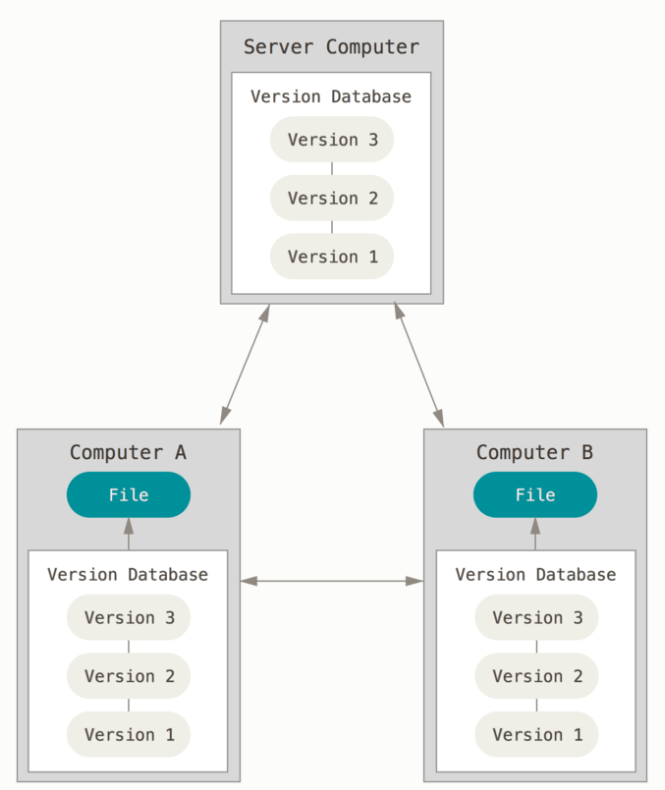 Server Computer
Version Database
Version 3
Version 2
Version 1
Computer A
File
Version Database
Version 3
Version 2
Version 1
Computer B
File
Version Database
Version 3
Version 2
Version 1